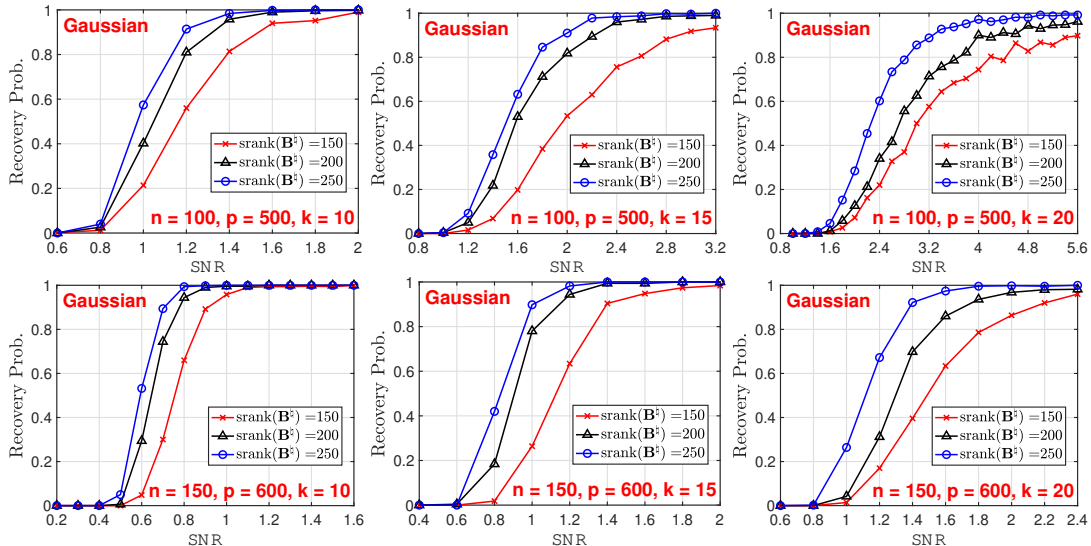 Gaussian
Recovery Prob.
1
0.8
0.6
0.4
0.2
0
srank(B♮) =150
srank(B♮) =200
srank(B♮) =250
n = 100, p = 500, k = 10
0.6 0.8 1 1.2 1.4 1.6 1.8 2
SNR
Gaussian
Recovery Prob.
1
0.8
0.6
0.4
0.2
0
srank(B♮) =150
srank(B♮) =200
srank(B♮) =250
n = 100, p = 500, k = 15
0.8 1.2 1.6 2 2.4 2.8 3.2
SNR
Gaussian
Recovery Prob.
1
0.8
0.6
0.4
0.2
0
srank(B♮) =150
srank(B♮) =200
srank(B♮) =250
n = 100, p = 500, k = 20
0.8 1.6 2.4 3.2 4 4.8 5.6
SNR
Gaussian
Recovery Prob.
1
0.8
0.6
0.4
0.2
0
srank(B♮) =150
srank(B♮) =200
srank(B♮) =250
n = 150, p = 600, k = 10
0.2 0.4 0.6 0.8 1 1.2 1.4 1.6
SNR
Gaussian
Recovery Prob.
1
0.8
0.6
0.4
0.2
0
srank(B♮) =150
srank(B♮) =200
srank(B♮) =250
n = 150, p = 600, k = 15
0.4 0.6 0.8 1 1.2 1.4 1.6 1.8 2
SNR
Gaussian
Recovery Prob.
1
0.8
0.6
0.4
0.2
0
srank(B♮) =150
srank(B♮) =200
srank(B♮) =250
n = 150, p = 600, k = 20
0.6 0.8 1 1.2 1.4 1.6 1.8 2 2.2 2.4
SNR